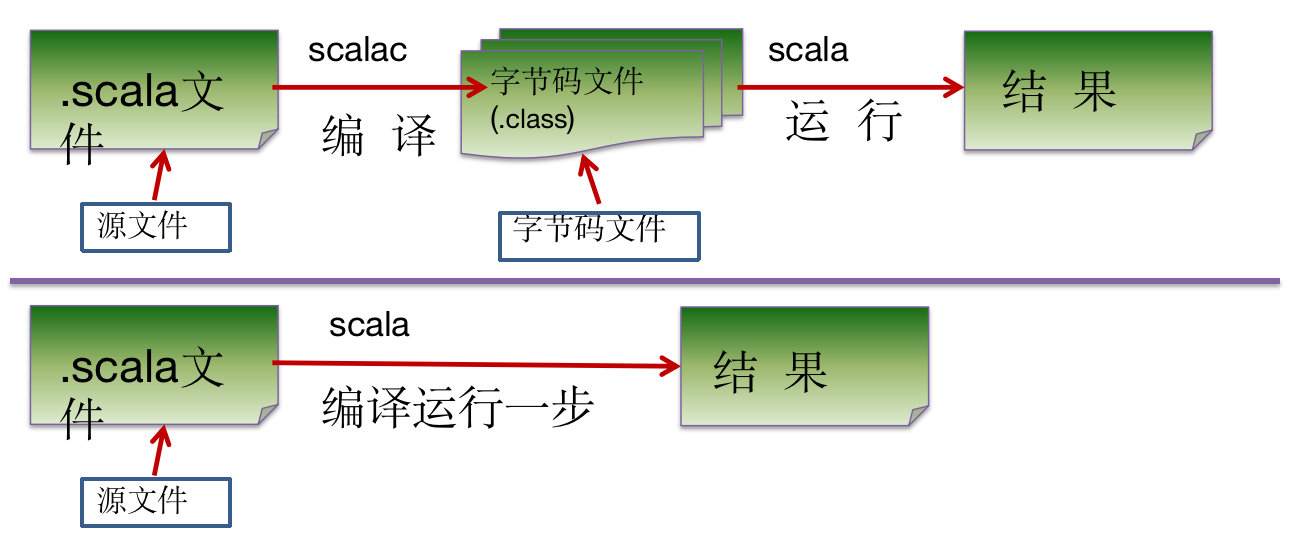 .scala文
件
scalac
编 译
字节码文件
(.class)
scala
运 行
结 果
源文件
字节码文件
.scala文
件
scala
编译运行一步
结 果
源文件